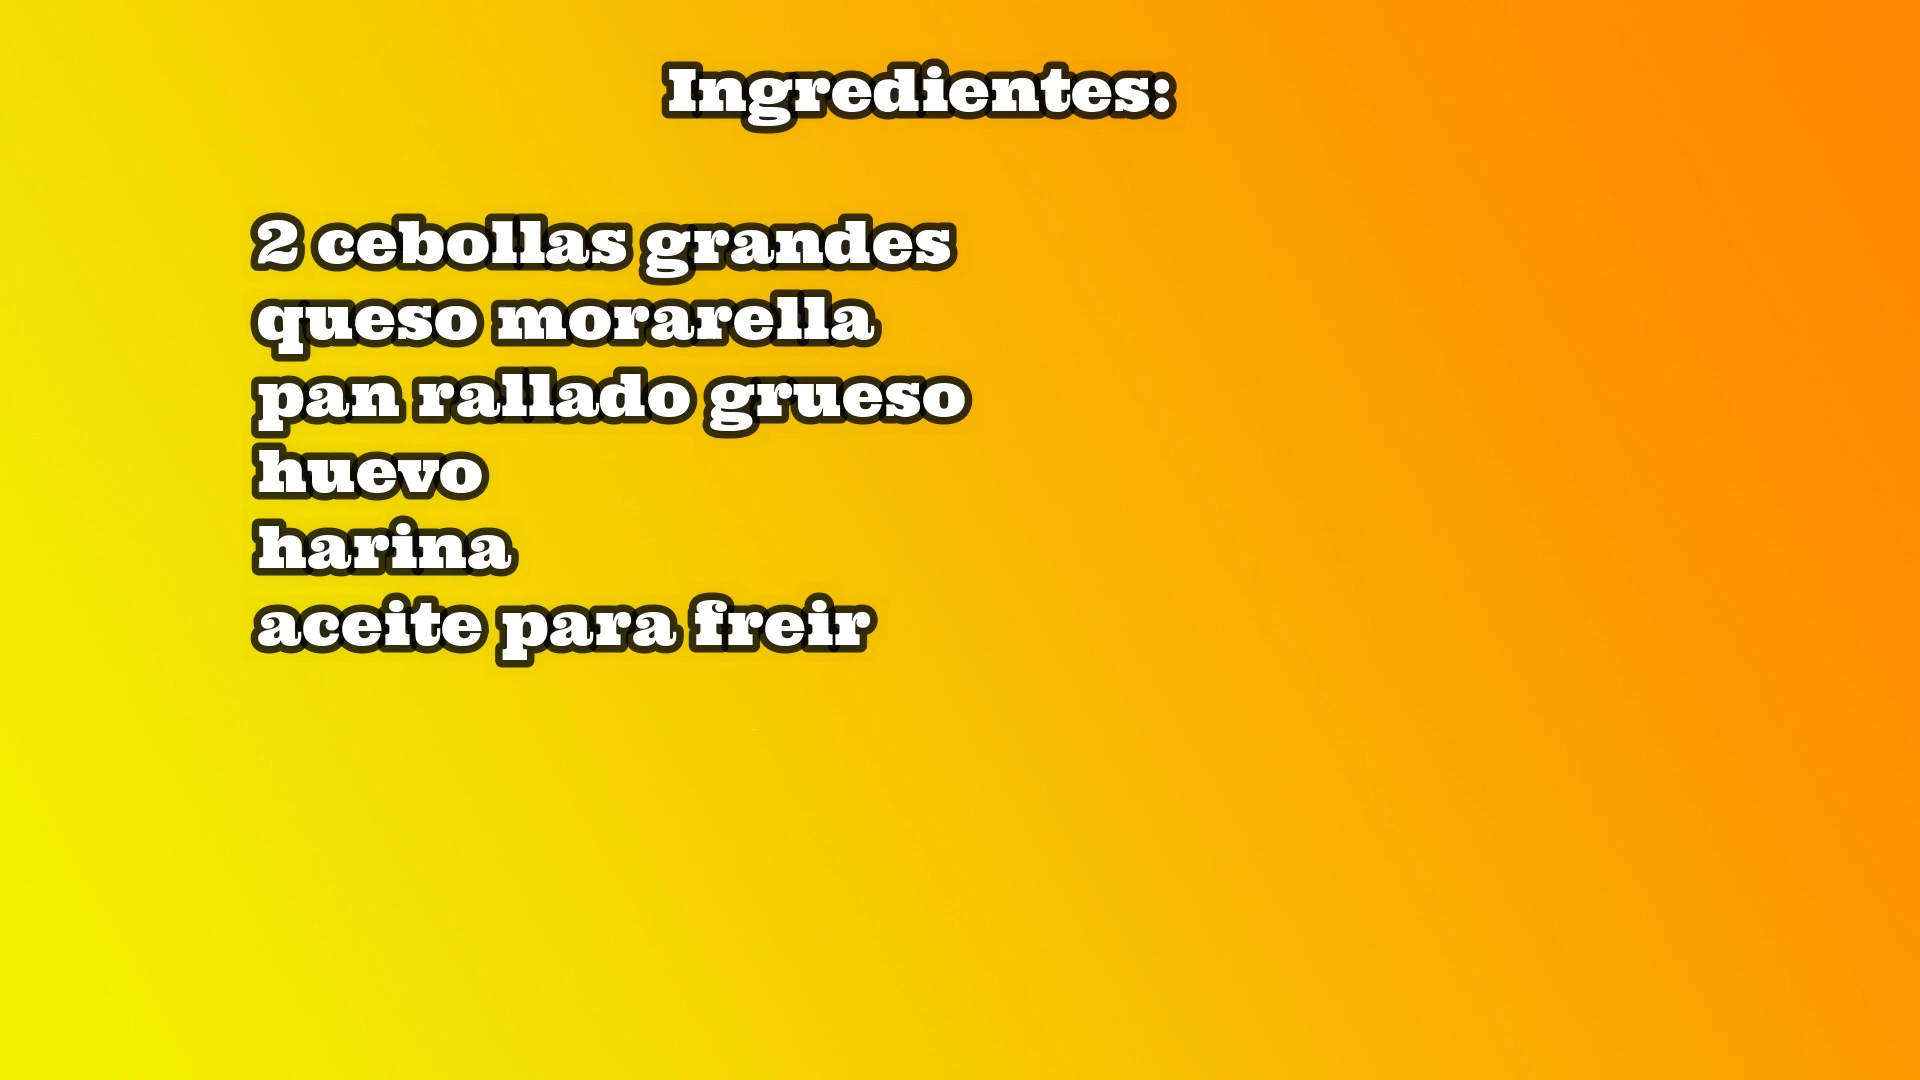 Ingredientes:
2 cebollas grandes
queso morarella
pan rallado grueso
huevo
harina
aceite para freir